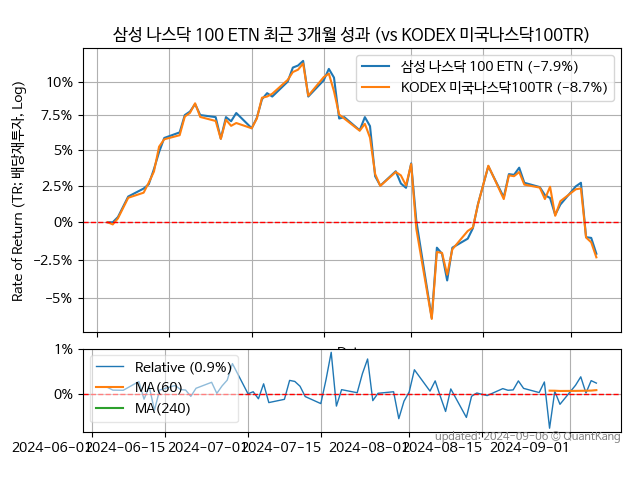 삼성 나스닥 100 ETN 최근 3개월 성과 (vs KODEX 미국나스닥100TR)
Rate of Return (TR: 배당재투자, Log)
삼성 나스닥 100 ETN (−7.9%)
KODEX 미국나스닥100TR (−8.7%)
10%
7.5%
5%
2.5%
0%
−2.5%
−5%
1%
0%
Relative (0.9%)
MA(60)
MA(240)
2024-06-01
2024-06-15
2024-07-01
2024-07-15
2024-08-01
2024-08-15
2024-09-01
updated: 2024-09-06 © QuantKang